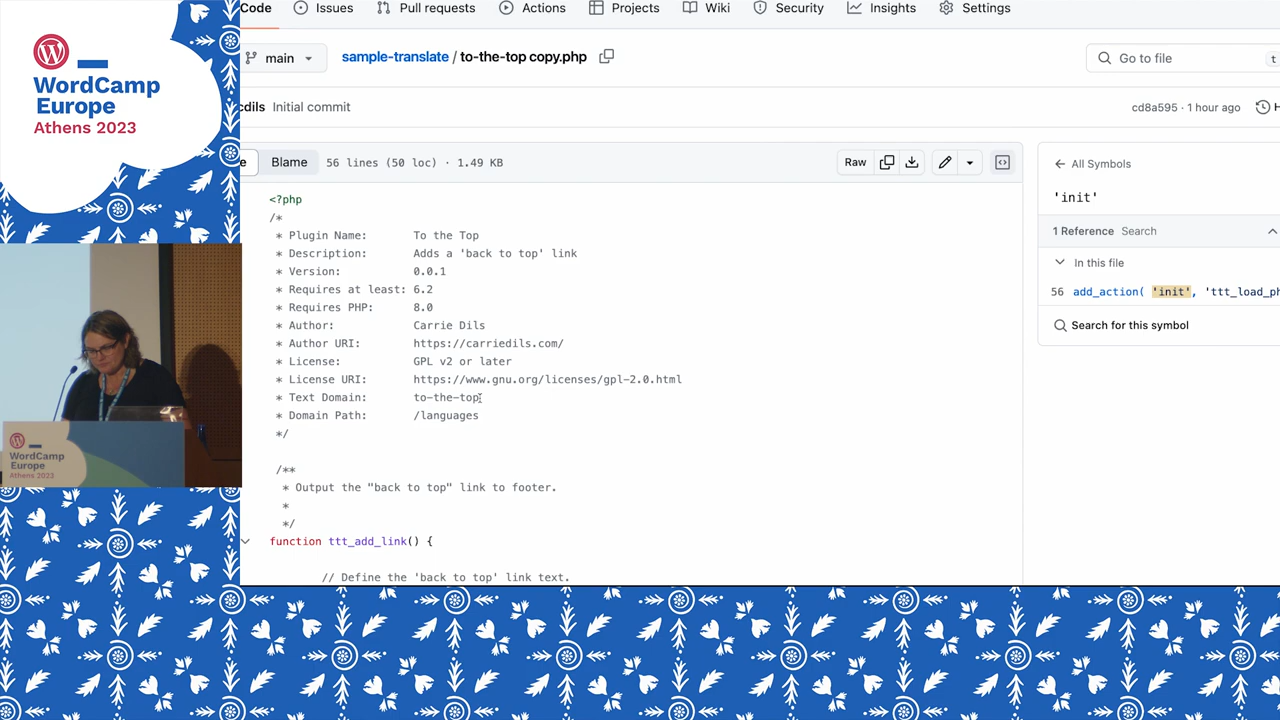 WordCamp
Europe
Athens 2023
Code
Issues
Pull requests
Actions
Projects
Wiki
Security
Insights
Settings
main
sample-translate / to-the-top copy.php
Go to file
t
cdils Initial commit
cd8a595 · 1 hour ago
H
e
Blame
56 lines (50 loc) · 1.49 KB
Raw
<?php
/*
* Plugin Name: To the Top
* Description: Adds a 'back to top' link
* Version: 0.0.1
* Requires at least: 6.2
* Requires PHP: 8.0
* Author: Carrie Dils
* Author URI: https://carriedils.com/
* License: GPL v2 or later
* License URI: https://www.gnu.org/licenses/gpl-2.0.html
* Text Domain: to-the-top
* Domain Path: /languages
*/
/**
* Output the "back to top" link to footer.
*
*/
function ttt_add_link() {
// Define the 'back to top' link text.
All Symbols
'init'
1 Reference Search
In this file
56 add_action( 'init', 'ttt_load_ph
Search for this symbol
WordCamp
Europe
Athens 2023